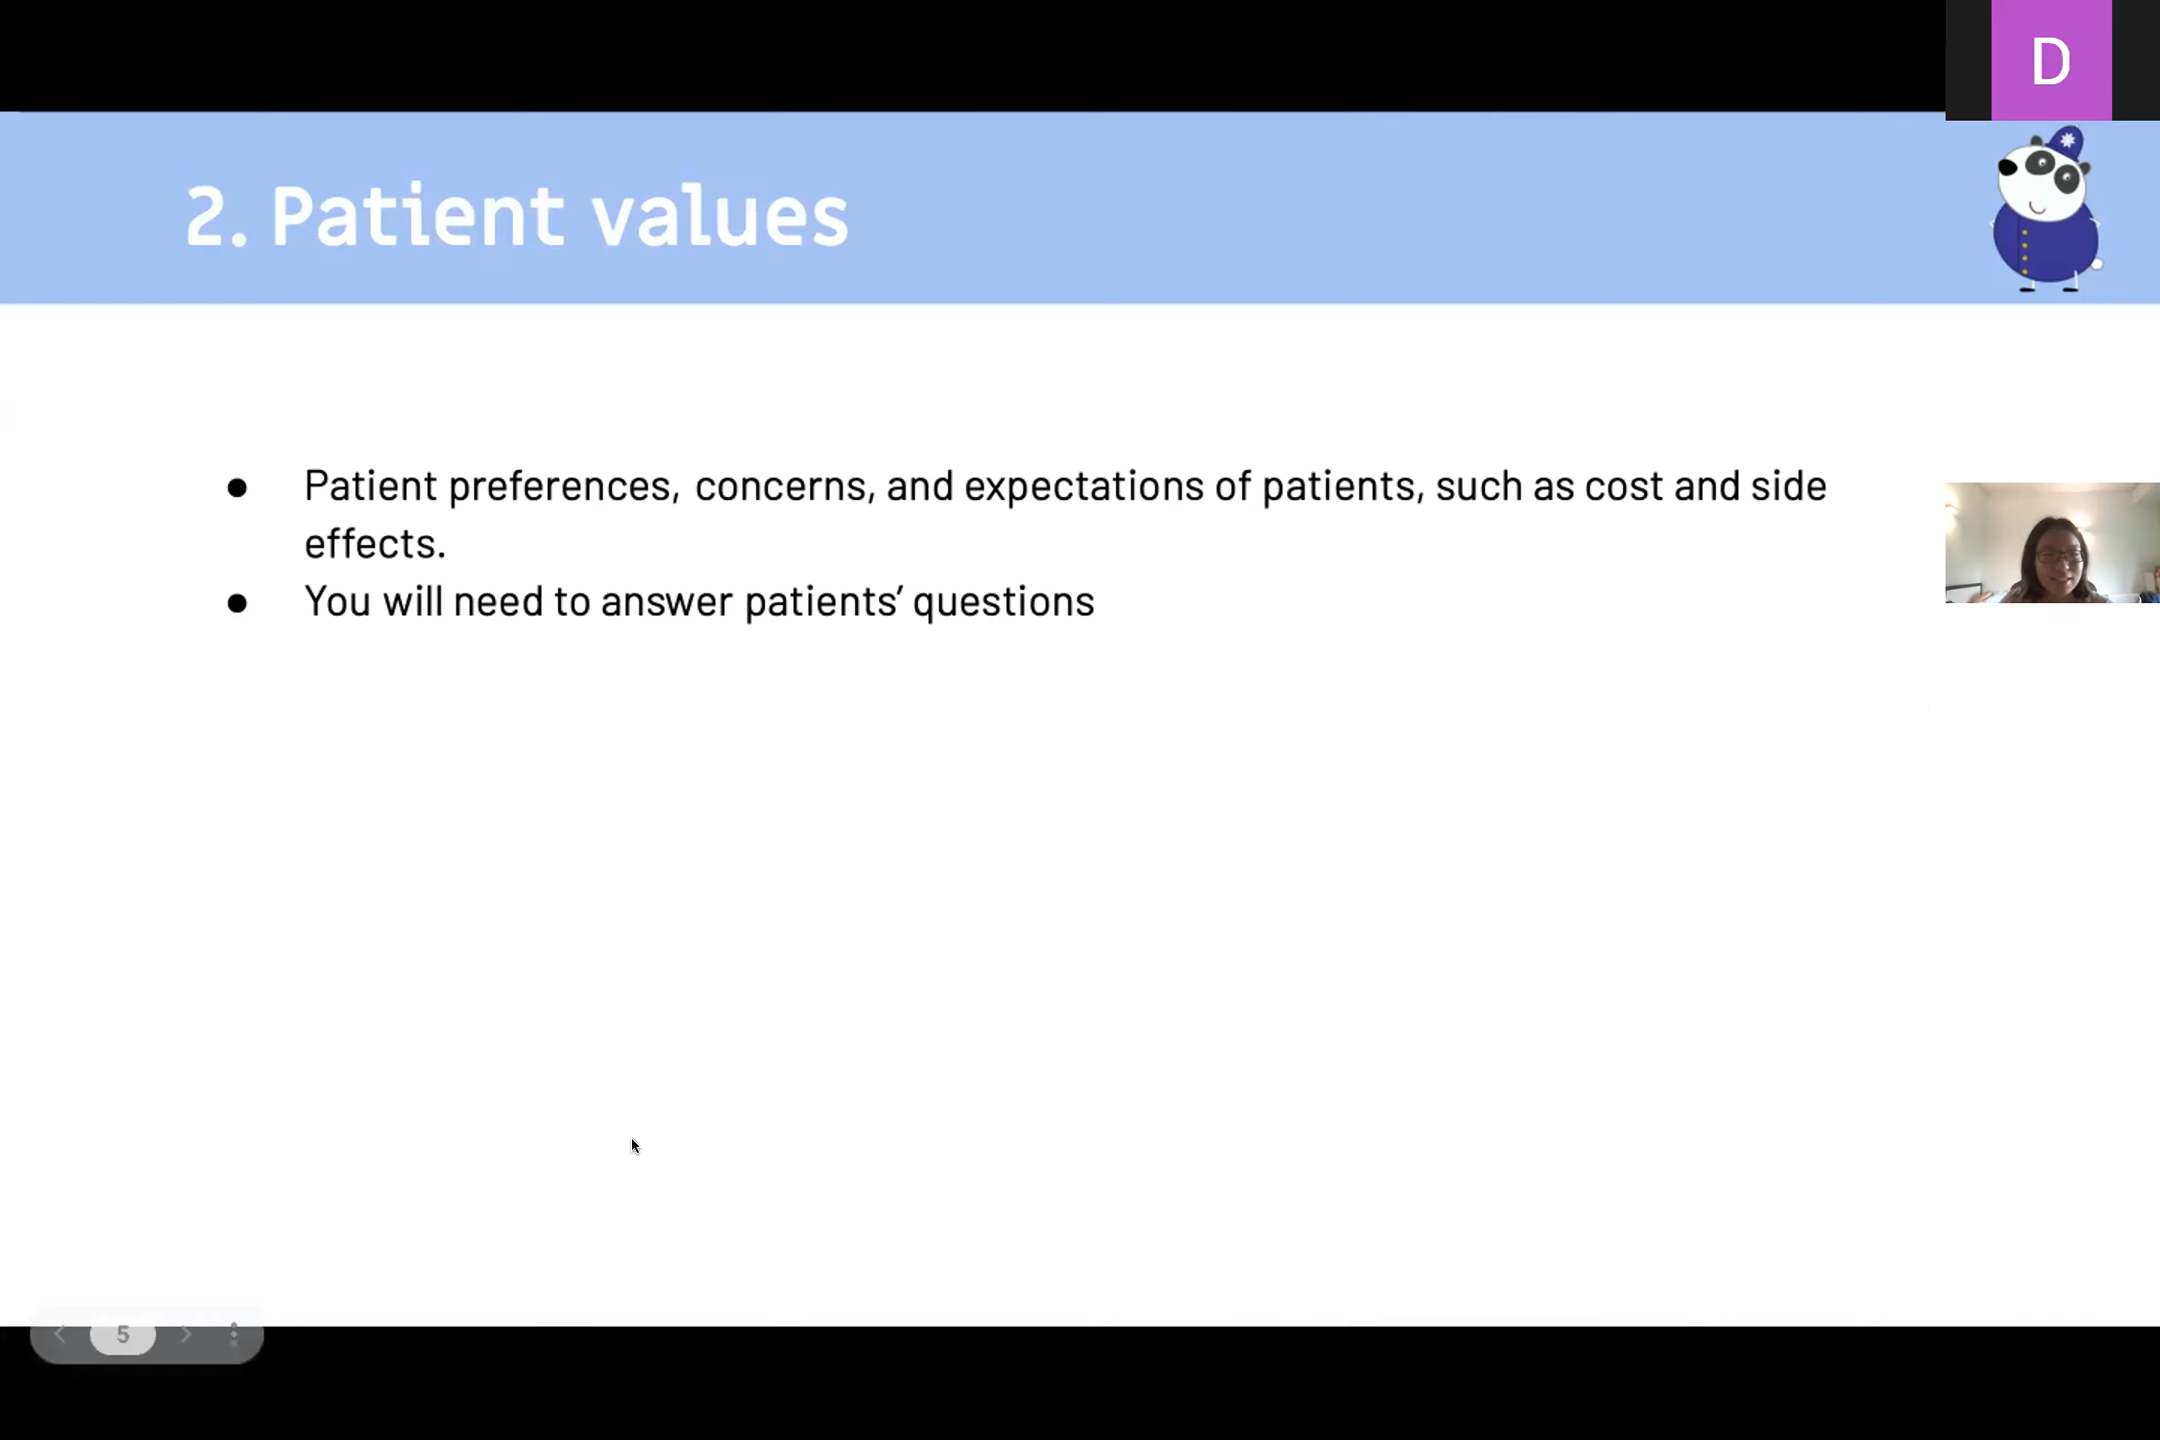 D
2. Patient values
● Patient preferences, concerns, and expectations of patients, such as cost and side
effects.
● You will need to answer patients’ questions
5